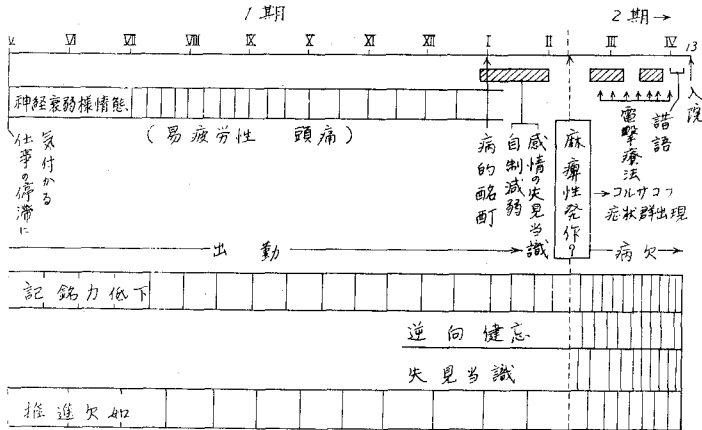 1期
2期→
V VI VII VIII IX X XI XII I II III IV 13
神経衰弱様情態
(易疲労性 頭痛)
仕事の停滞に
気付かる
病的酩酊
自制減弱
感情の失見当識
麻痺性発作?
電撃療法
錯語
入院
→コルサコフ
症状群出現
出勤
病欠
記銘力低下
逆向健忘
失見当識
推進欠如